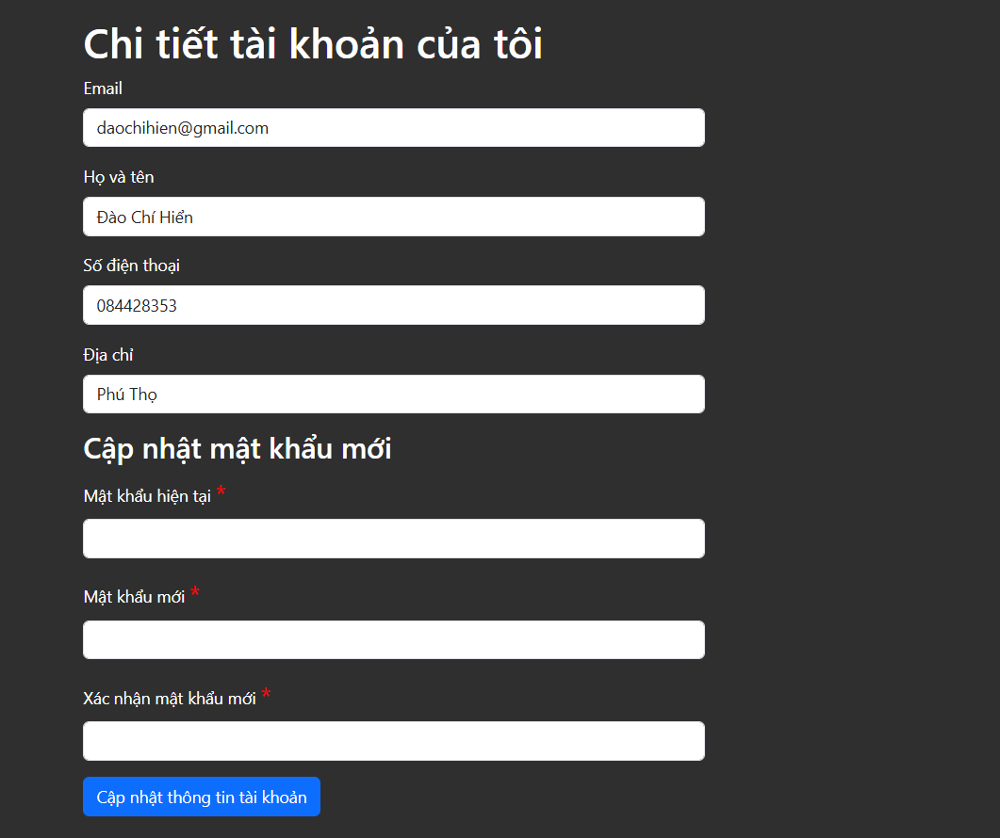 Chi tiết tài khoản của tôi
Email
daochihien@gmail.com
Họ và tên
Đào Chí Hiển
Số điện thoại
084428353
Địa chỉ
Phú Thọ
Cập nhật mật khẩu mới
Mật khẩu hiện tại *
Mật khẩu mới *
Xác nhận mật khẩu mới *
Cập nhật thông tin tài khoản